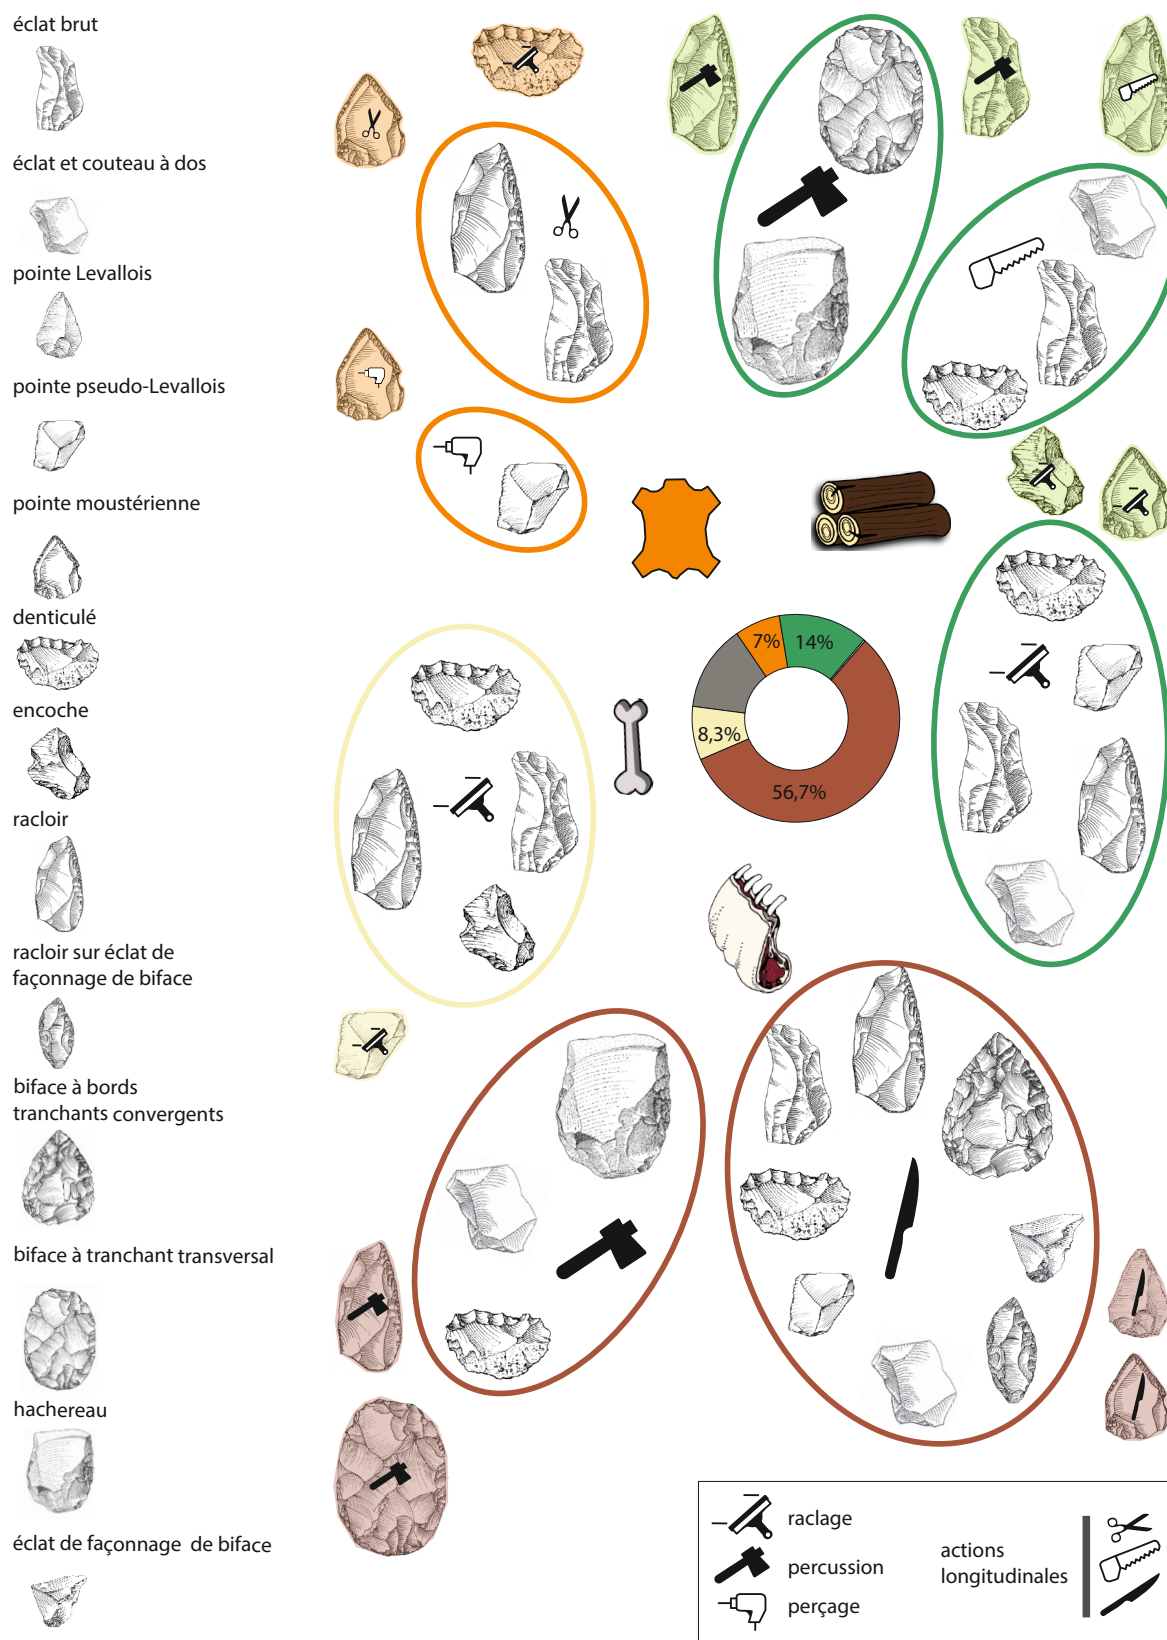 éclat brut
éclat et couteau à dos
pointe Levallois
pointe pseudo-Levallois
pointe moustérienne
denticulé
encoche
racloir
racloir sur éclat de
façonnage de biface
biface à bords
tranchants convergents
biface à tranchant transversal
hachereau
éclat de façonnage de biface
7%
14%
8,3%
56,7%
raclage
percussion
perçage
actions
longitudinales